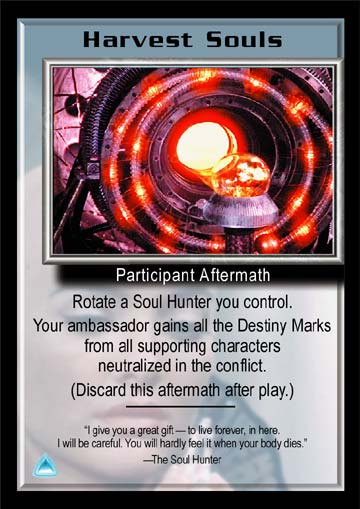 Harvest Souls
Participant Aftermath
Rotate a Soul Hunter you control.
Your ambassador gains all the Destiny Marks
from all supporting characters
neutralized in the conflict.
(Discard this aftermath after play.)
“I give you a great gift — to live forever, in here.
I will be careful. You will hardly feel it when your body dies.”
—The Soul Hunter